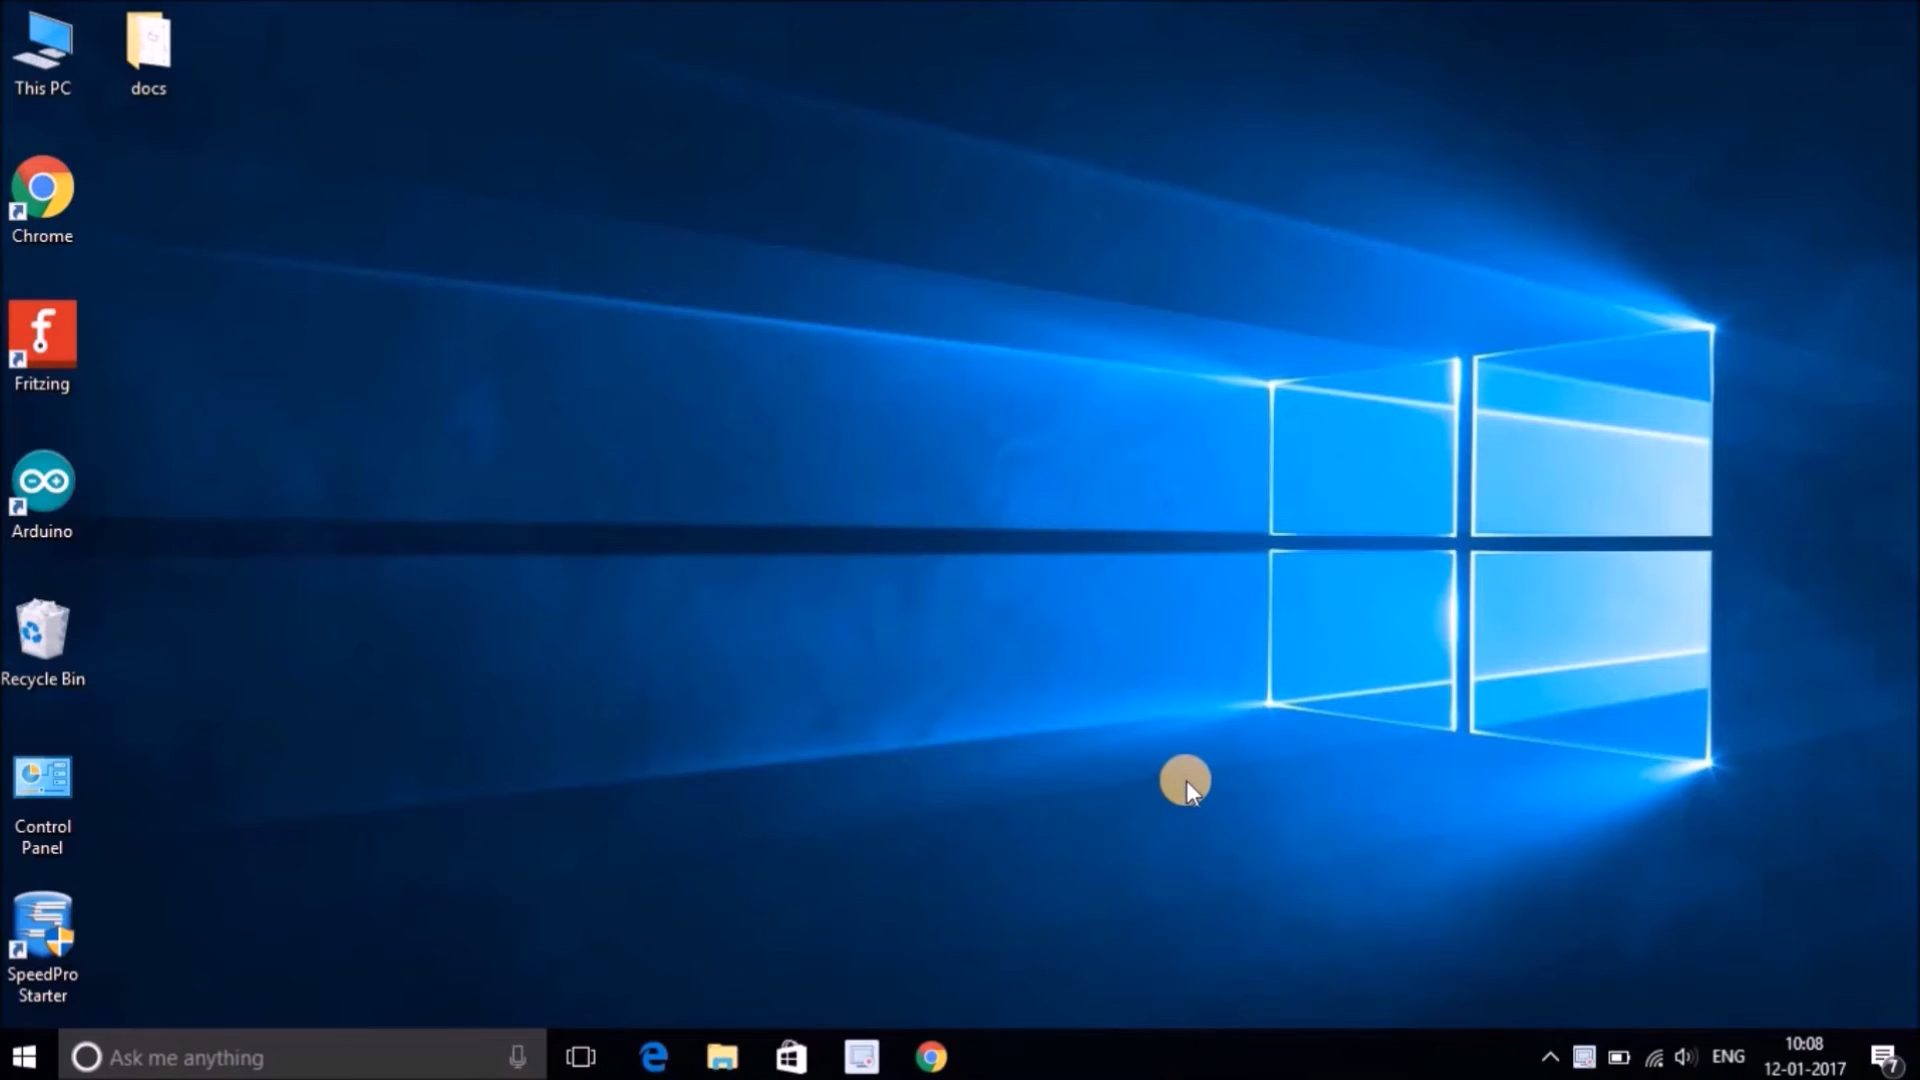 This PC
docs
Chrome
Fritzing
Arduino
Recycle Bin
Control
Panel
SpeedPro
Starter
Ask me anything
ENG
10:08
12-01-2017
7